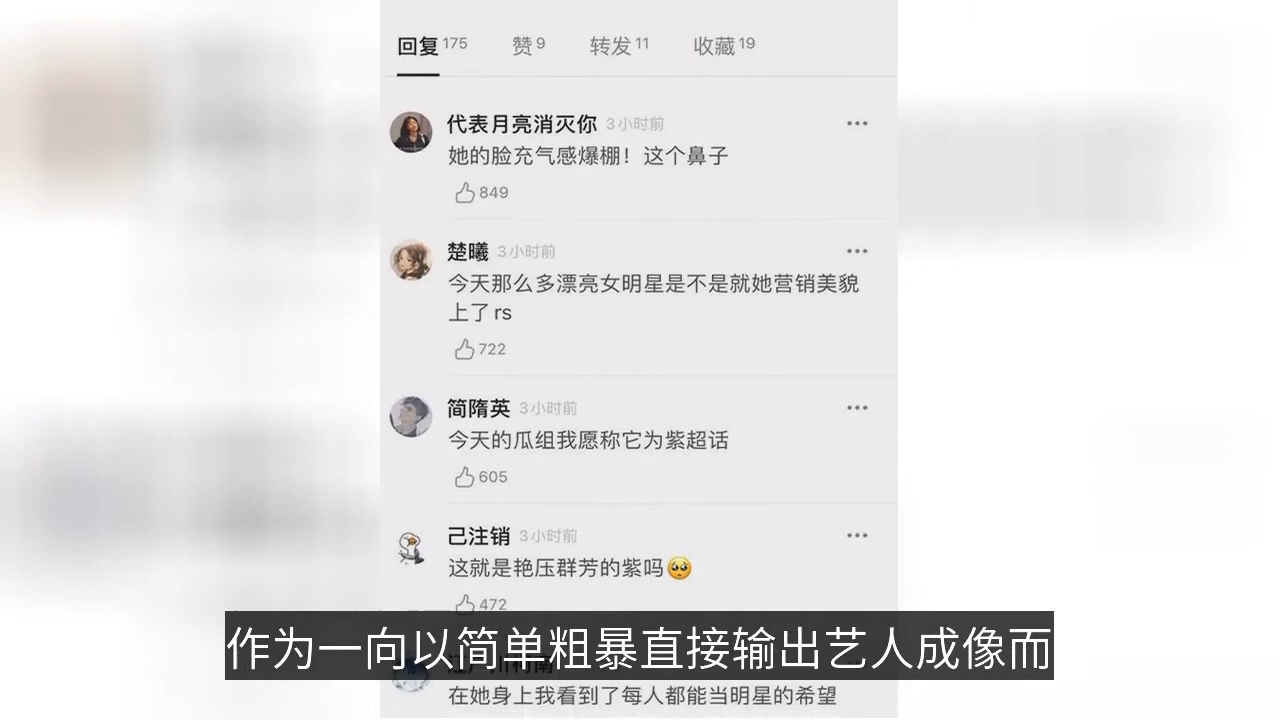 回复 175 赞 9 转发 11 收藏 19
代表月亮消灭你 3小时前
她的脸充气感爆棚！这个鼻子
849
楚曦 3小时前
今天那么多漂亮女明星是不是就她营销美貌
上了rs
722
简隋英 3小时前
今天的瓜组我愿称它为紫超话
605
己注销 3小时前
这就是艳压群芳的紫吗🥺
472
作为一向以简单粗暴直接输出艺人成像而
在她身上我看到了每人都能当明星的希望